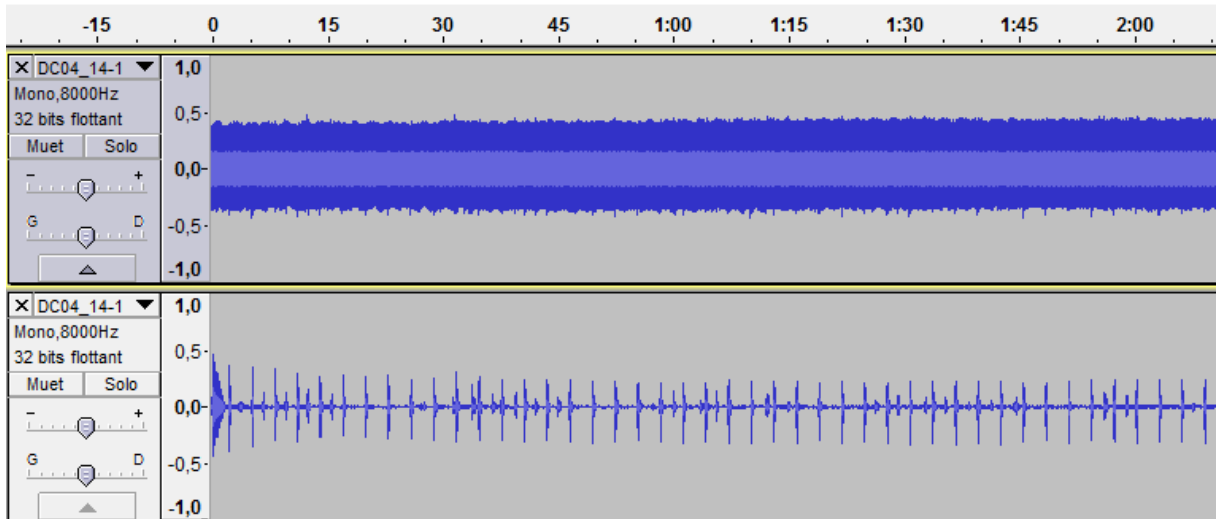 -15 0 15 30 45 1:00 1:15 1:30 1:45 2:00
X DC04_14-1 ▼ 1,0
Mono,8000Hz
32 bits flottant 0,5-
Muet Solo
- + 0,0-
G D -0,5-
-1,0
X DC04_14-1 ▼ 1,0
Mono,8000Hz
32 bits flottant 0,5-
Muet Solo
- + 0,0-
G D -0,5-
-1,0